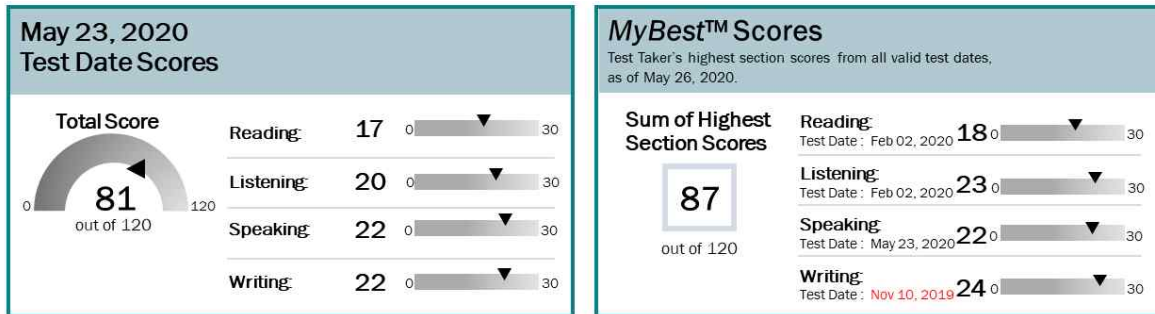 May 23, 2020
Test Date Scores
Total Score
0
81
120
out of 120
Reading: 17 0 30
Listening: 20 0 30
Speaking: 22 0 30
Writing: 22 0 30
MyBest™ Scores
Test Taker's highest section scores from all valid test dates,
as of May 26, 2020.
Sum of Highest
Section Scores
87
out of 120
Reading:
Test Date : Feb 02, 2020 18 0 30
Listening:
Test Date : Feb 02, 2020 23 0 30
Speaking:
Test Date : May 23, 2020 22 0 30
Writing:
Test Date : Nov 10, 2019 24 0 30